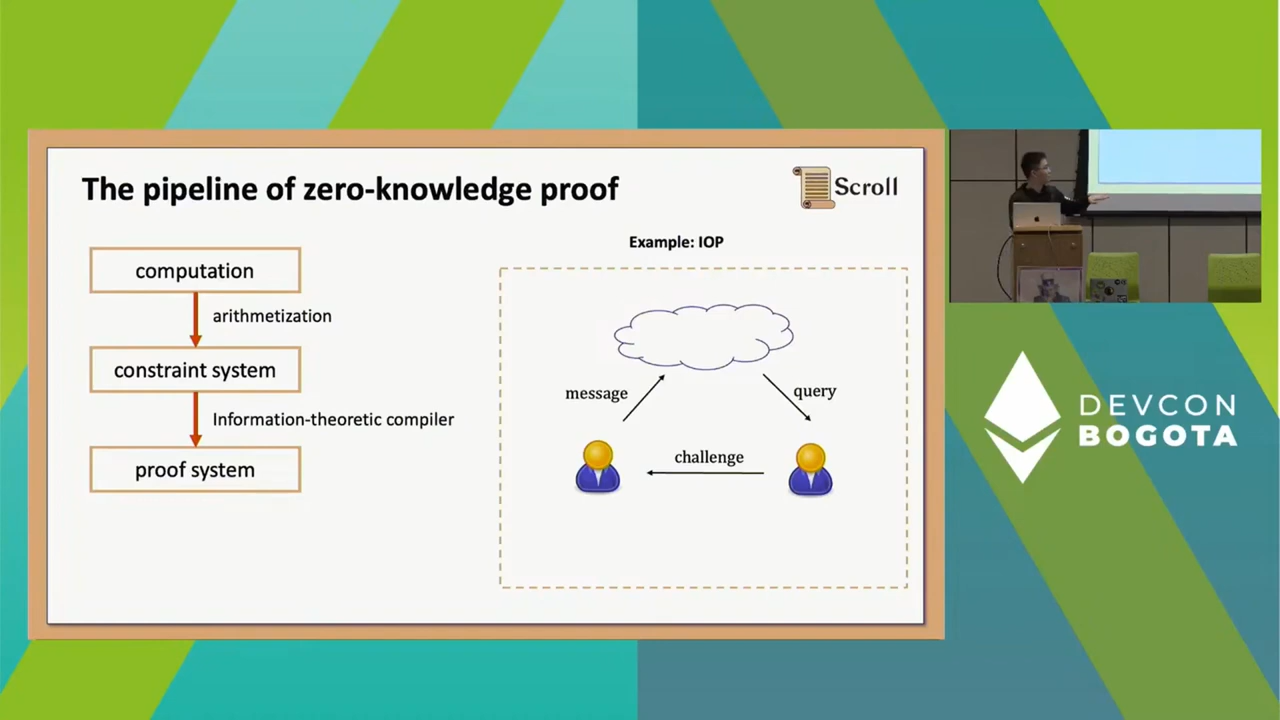 The pipeline of zero-knowledge proof
Scroll
computation
arithmetization
constraint system
Information-theoretic compiler
proof system
Example: IOP
message
query
challenge
DEVCON
BOGOTA